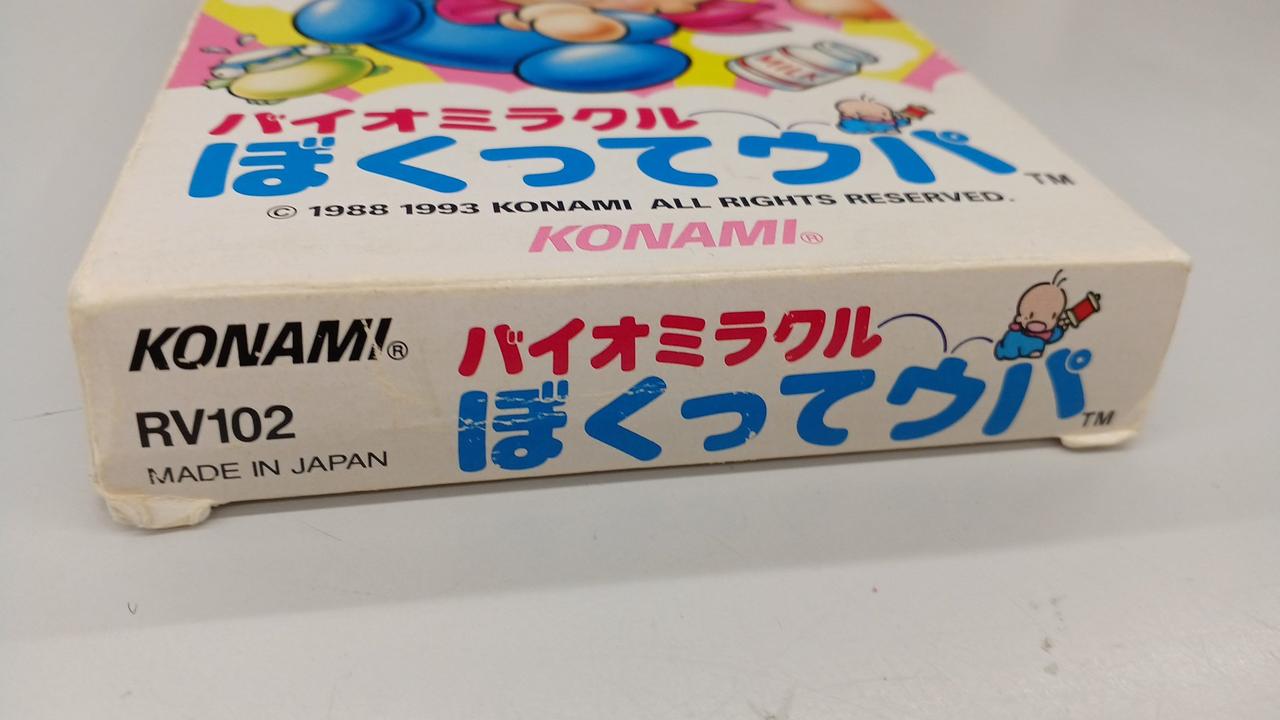 MILK
バイオミラクル
ぼくってウパ TM
© 1988 1993 KONAMI ALL RIGHTS RESERVED.
KONAMI®
KONAMI®
RV102
MADE IN JAPAN
バイオミラクル
ぼくってウパ TM